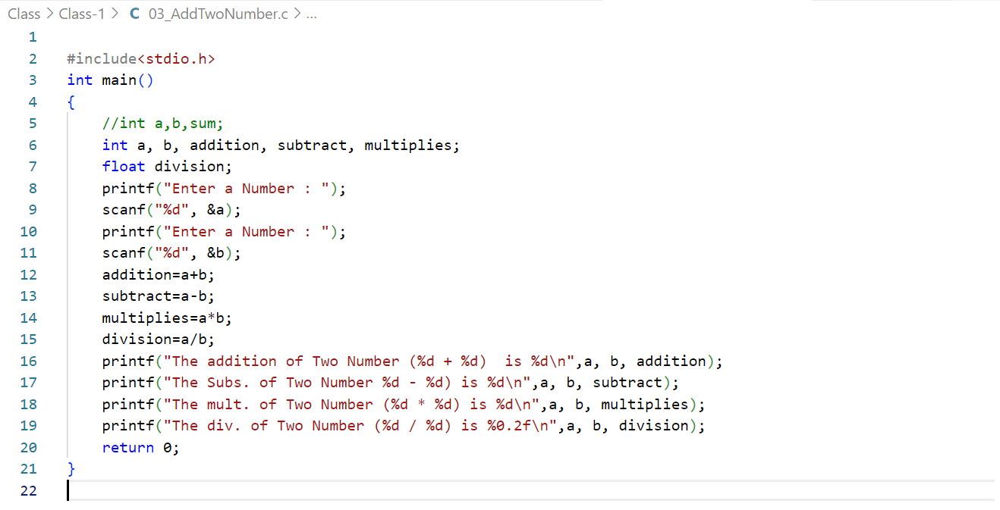 Class > Class-1 > C 03_AddTwoNumber.c > ...
1
2 #include<stdio.h>
3 int main()
4 {
5     //int a,b,sum;
6     int a, b, addition, subtract, multiplies;
7     float division;
8     printf("Enter a Number : ");
9     scanf("%d", &a);
10     printf("Enter a Number : ");
11     scanf("%d", &b);
12     addition=a+b;
13     subtract=a-b;
14     multiplies=a*b;
15     division=a/b;
16     printf("The addition of Two Number (%d + %d)  is %d\n",a, b, addition);
17     printf("The Subs. of Two Number %d - %d) is %d\n",a, b, subtract);
18     printf("The mult. of Two Number (%d * %d) is %d\n",a, b, multiplies);
19     printf("The div. of Two Number (%d / %d) is %0.2f\n",a, b, division);
20     return 0;
21 }
22